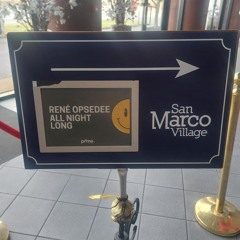 RENÉ OPSEDEE
ALL NIGHT
LONG
San
Marco
Village